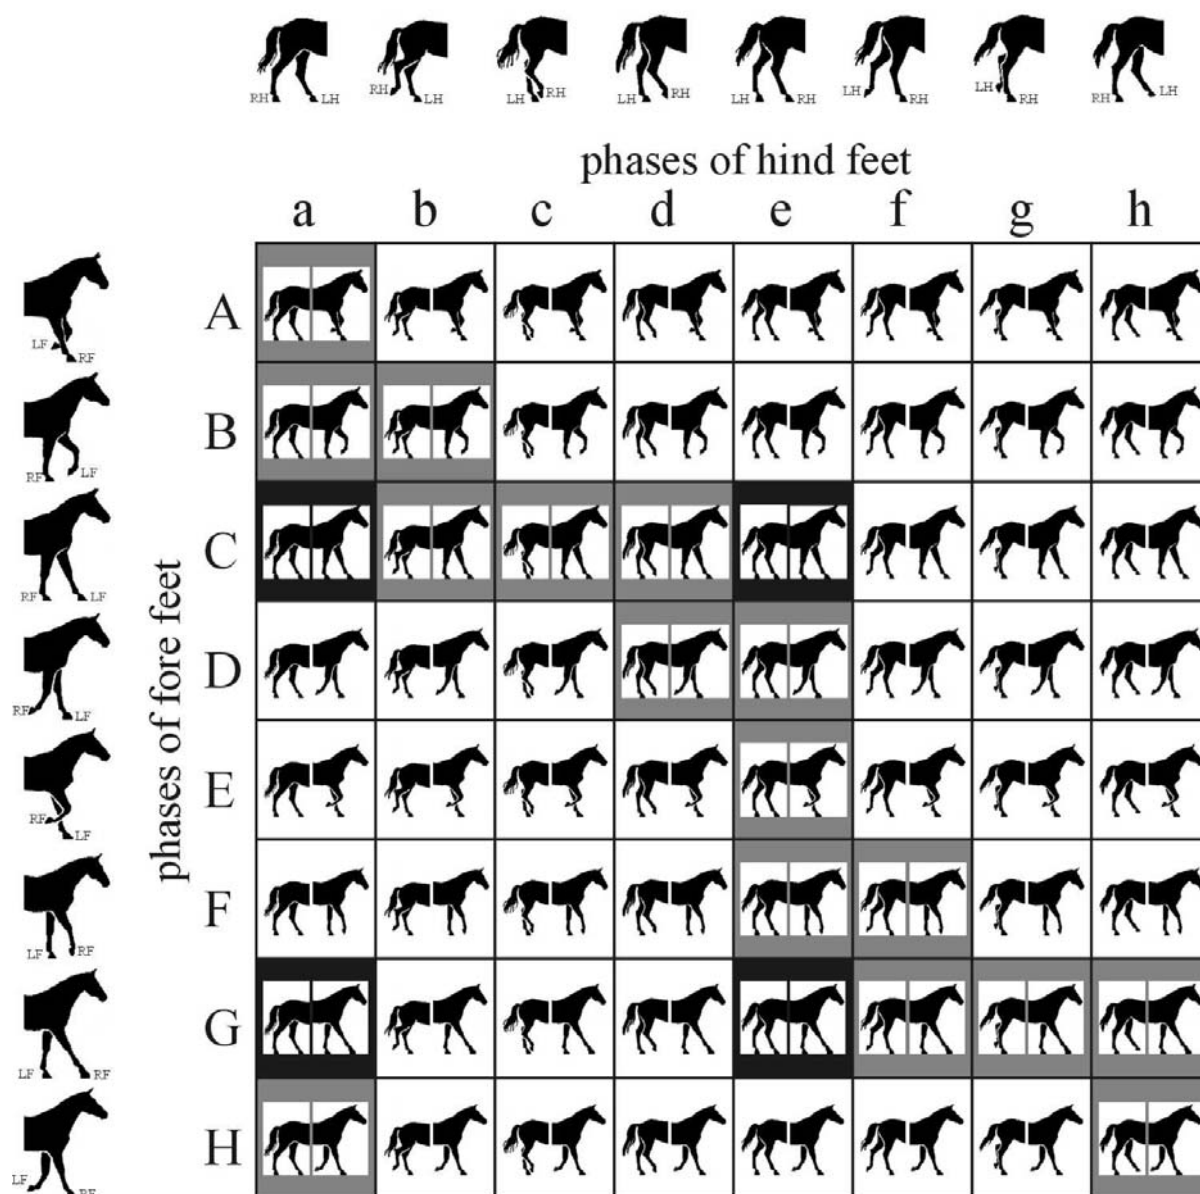 RH LH RH LH LH RH LH RH LH RH LH RH LH RH RH LH
phases of hind feet
a b c d e f g h
phases of fore feet
A
LF RF
B
RF LF
C
RF LF
D
RF LF
E
RF LF
F
LF RF
G
LF RF
H
LF RF